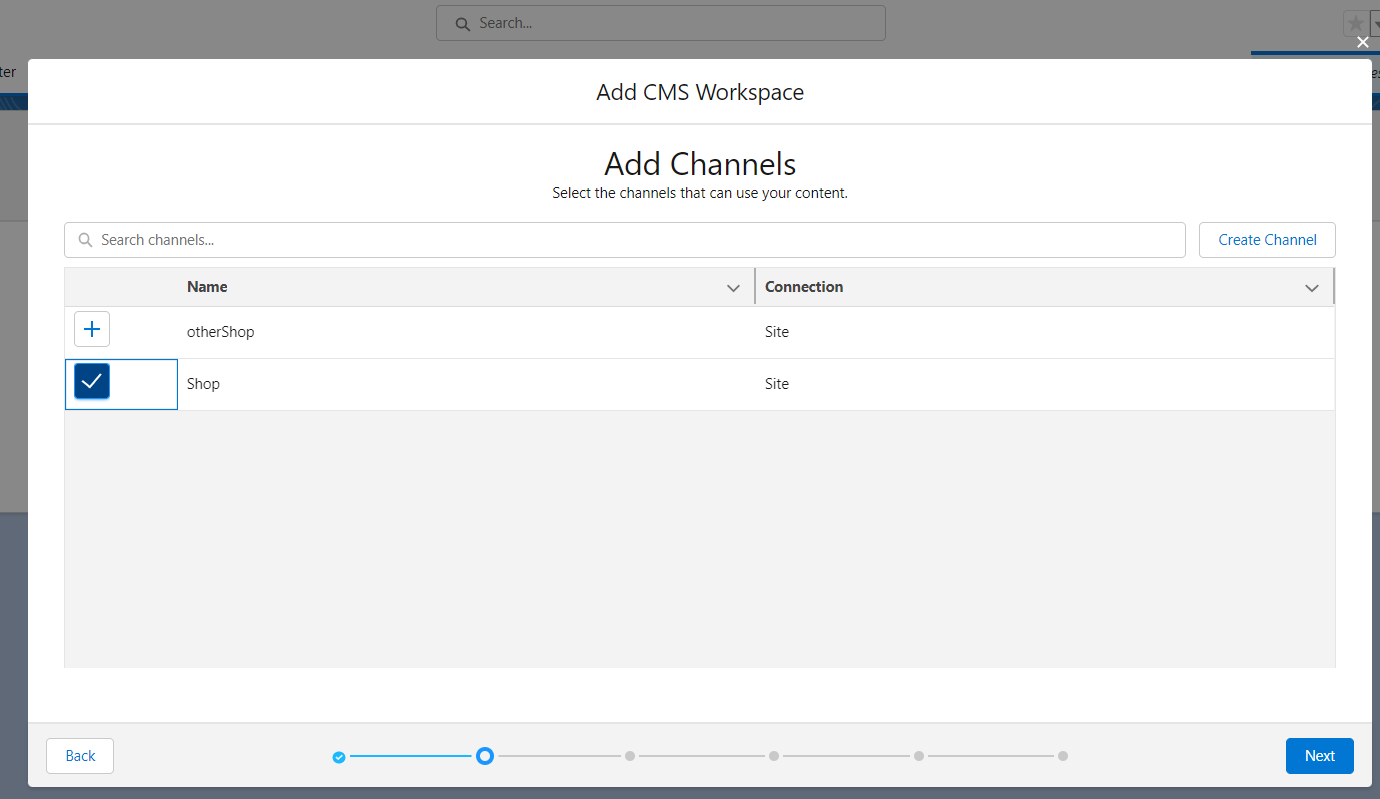 Search...
ter
Add CMS Workspace
Add Channels
Select the channels that can use your content.
Search channels...
Create Channel
Name
Connection
otherShop
Site
Shop
Site
Back
Next